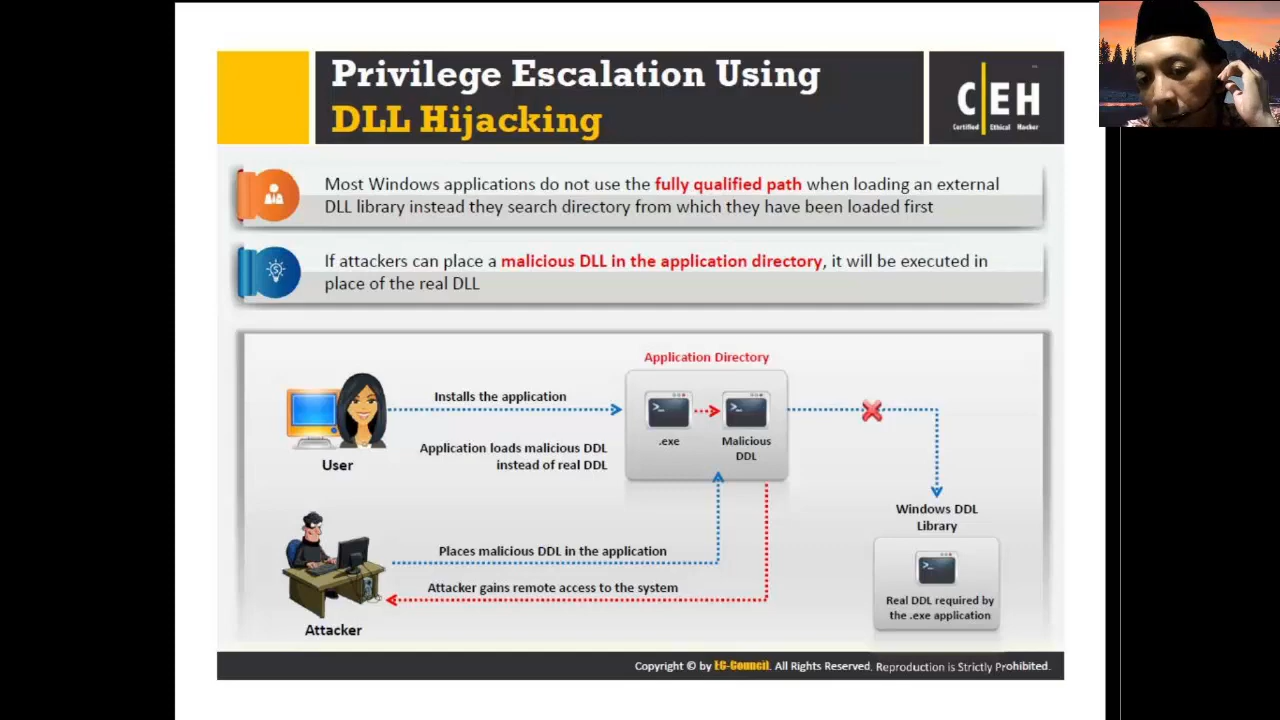 Privilege Escalation Using
DLL Hijacking
C|EH
Certified Ethical Hacker
Most Windows applications do not use the fully qualified path when loading an external
DLL library instead they search directory from which they have been loaded first
If attackers can place a malicious DLL in the application directory, it will be executed in
place of the real DLL
Application Directory
Installs the application
.exe
Malicious
DDL
Application loads malicious DDL
instead of real DDL
User
Windows DDL
Library
Places malicious DDL in the application
Attacker gains remote access to the system
Real DDL required by
the .exe application
Attacker
Copyright © by EC-Council. All Rights Reserved. Reproduction is Strictly Prohibited.